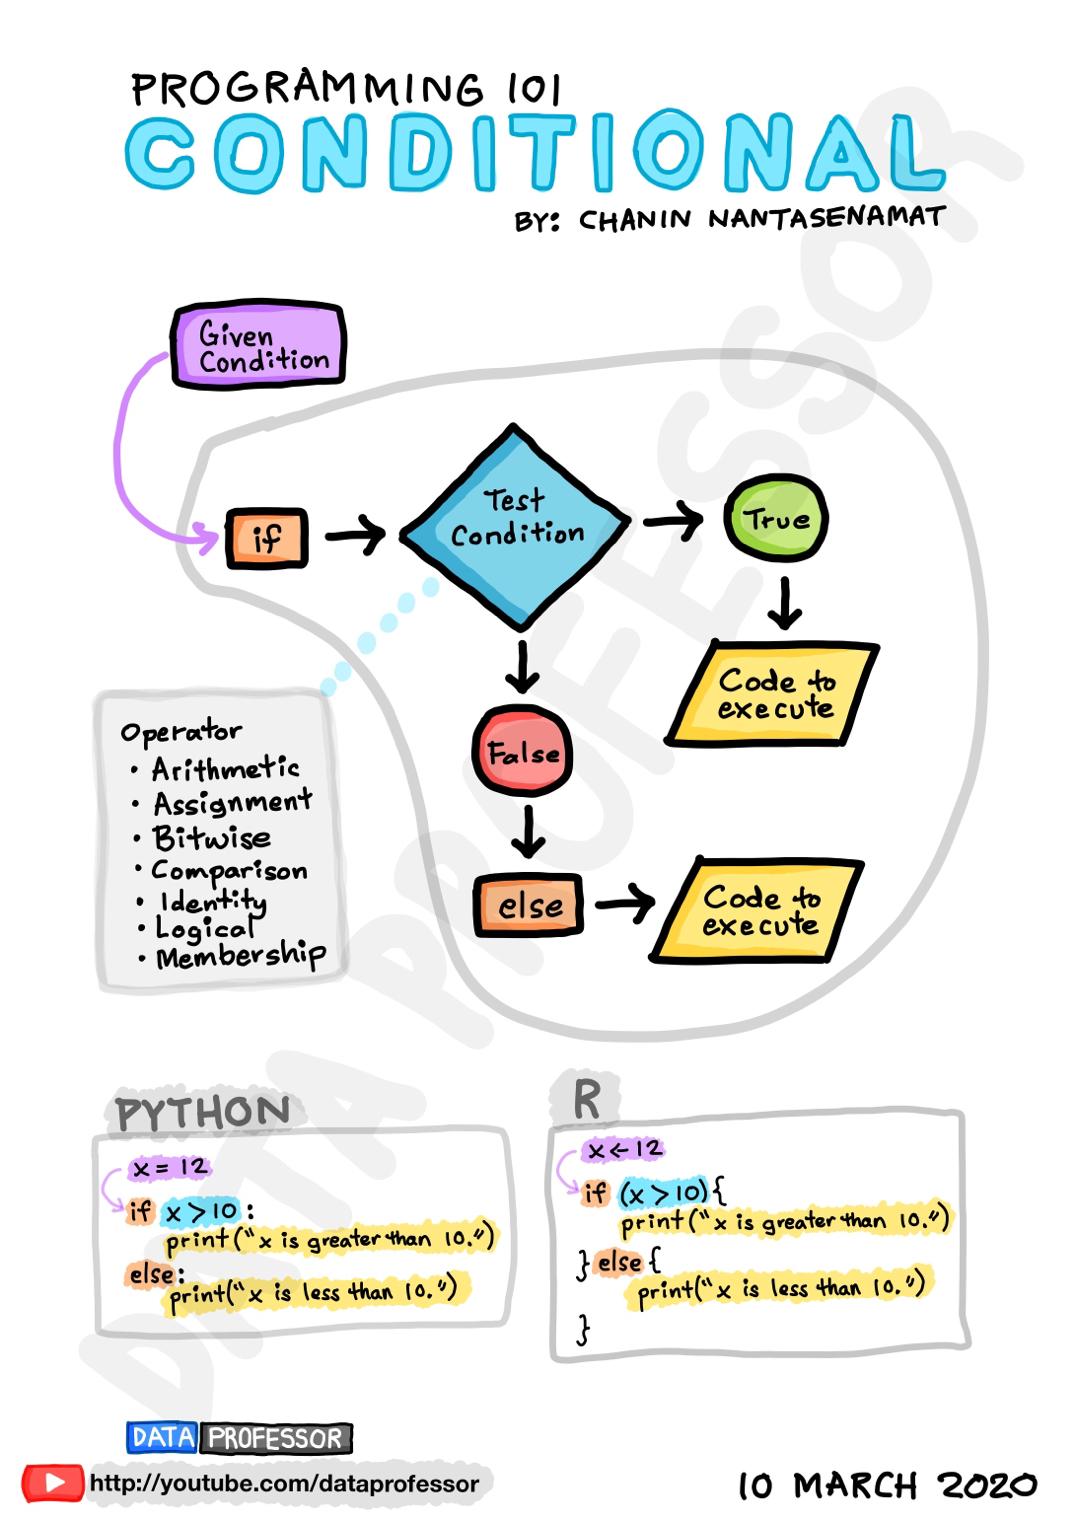 PROGRAMMING 101
CONDITIONAL
BY: CHANIN NANTASENAMAT
Given
Condition
if
Test
Condition
True
Code to
execute
False
else
Code to
execute
Operator
• Arithmetic
• Assignment
• Bitwise
• Comparison
• Identity
• Logical
• Membership
PYTHON
x = 12
if x > 10 :
print("x is greater than 10.")
else:
print("x is less than 10.")
R
x ← 12
if (x > 10) {
print("x is greater than 10.")
} else {
print("x is less than 10.")
}
DATA PROFESSOR
DATA PROFESSOR
http://youtube.com/dataprofessor
10 MARCH 2020